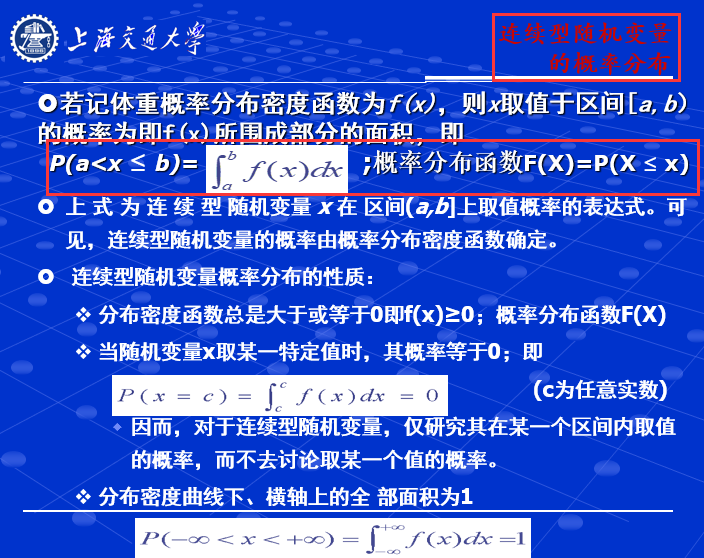 上海交通大学
连续型随机变量
的概率分布
若记体重概率分布密度函数为f(x)，则x取值于区间[a,b)
的概率为即f(x)所围成部分的面积，即
P(a<x ≤ b)= ∫_a^b f(x)dx ;概率分布函数F(X)=P(X ≤ x)
上式为连续型随机变量 x 在 区间(a,b]上取值概率的表达式。可
见，连续型随机变量的概率由概率分布密度函数确定。
连续型随机变量概率分布的性质：
分布密度函数总是大于或等于0即f(x)≥0；概率分布函数F(X)
当随机变量x取某一特定值时，其概率等于0；即
P(x = c) = ∫_c^c f(x)dx = 0 (c为任意实数)
因而，对于连续型随机变量，仅研究其在某一个区间内取值
的概率，而不去讨论取某一个值的概率。
分布密度曲线下、横轴上的全 部面积为1
P(−∞ < x < +∞) = ∫_−∞^+∞ f(x)dx =1